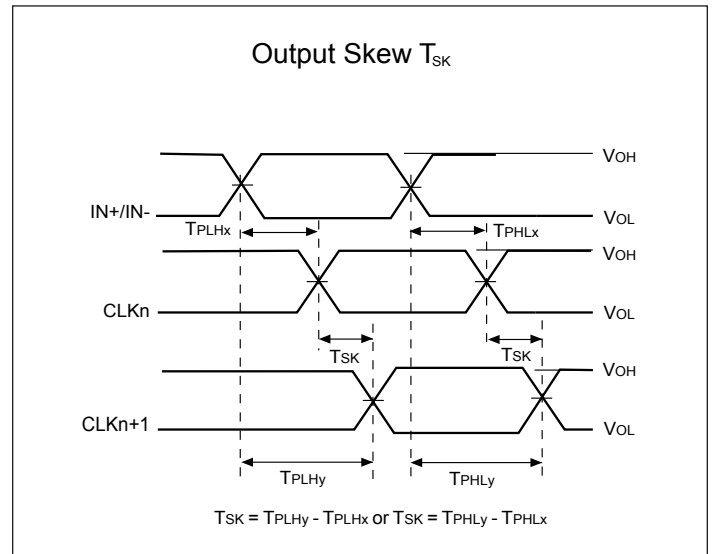 Output Skew TSK
VOH
IN+/IN-
VOL
TPLHx
TPHLx
VOH
CLKn
VOL
TSK
TSK
VOH
CLKn+1
VOL
TPLHy
TPHLy
TSK = TPLHy - TPLHx or TSK = TPHLy - TPHLx